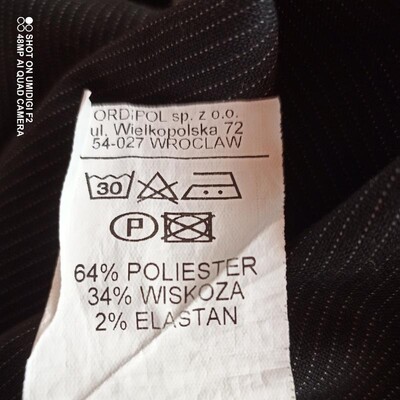 SHOT ON UMIDIGI F2
48MP AI QUAD CAMERA
ORDiPOL sp. z o.o.
ul. Wielkopolska 72
54-027 WROCLAW
30
P
64% POLIESTER
34% WISKOZA
2% ELASTAN